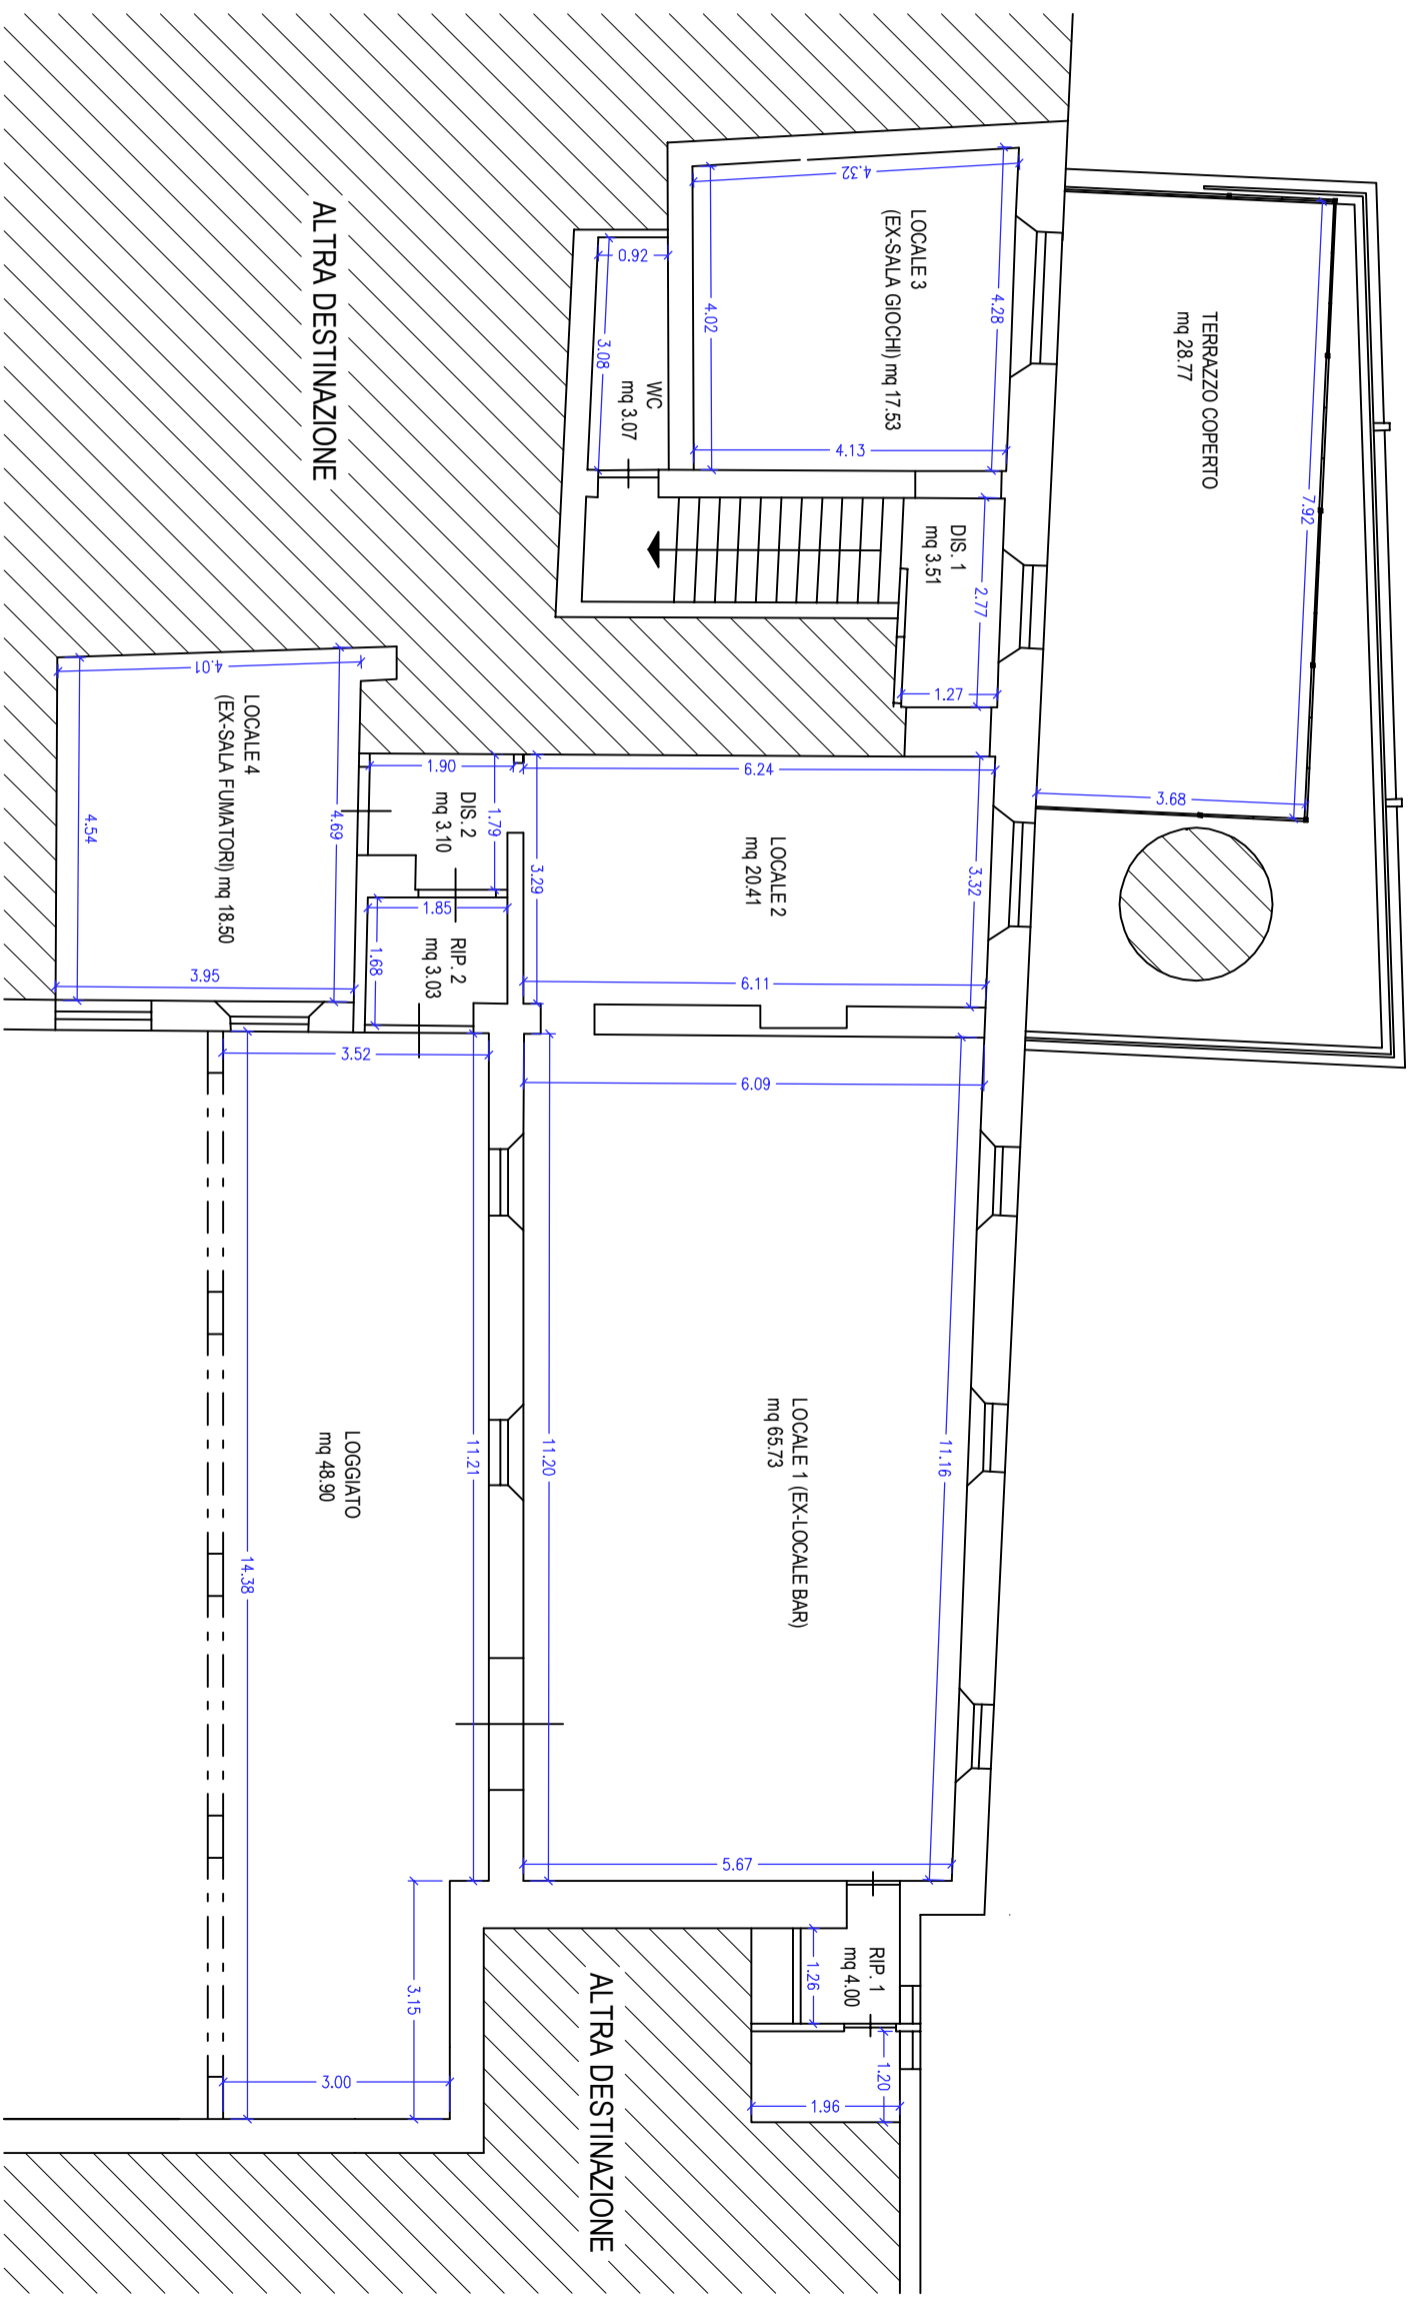 TERRAZZO COPERTO
mq 28.77
7.92
3.68
LOCALE 3
(EX-SALA GIOCHI) mq 17.53
4.32
4.28
4.02
4.13
WC
mq 3.07
0.92
3.08
DIS. 1
mq 3.51
2.77
1.27
ALTRA DESTINAZIONE
LOCALE 2
mq 20.41
6.24
3.32
3.29
6.11
DIS. 2
mq 3.10
1.90
1.79
RIP. 2
mq 3.03
1.85
1.68
LOCALE 4
(EX-SALA FUMATORI) mq 18.50
4.01
4.69
4.54
3.95
LOCALE 1 (EX-LOCALE BAR)
mq 65.73
6.09
11.16
11.20
5.67
LOGGIATO
mq 48.90
3.52
11.21
14.38
3.15
3.00
RIP. 1
mq 4.00
1.26
1.20
1.96
ALTRA DESTINAZIONE